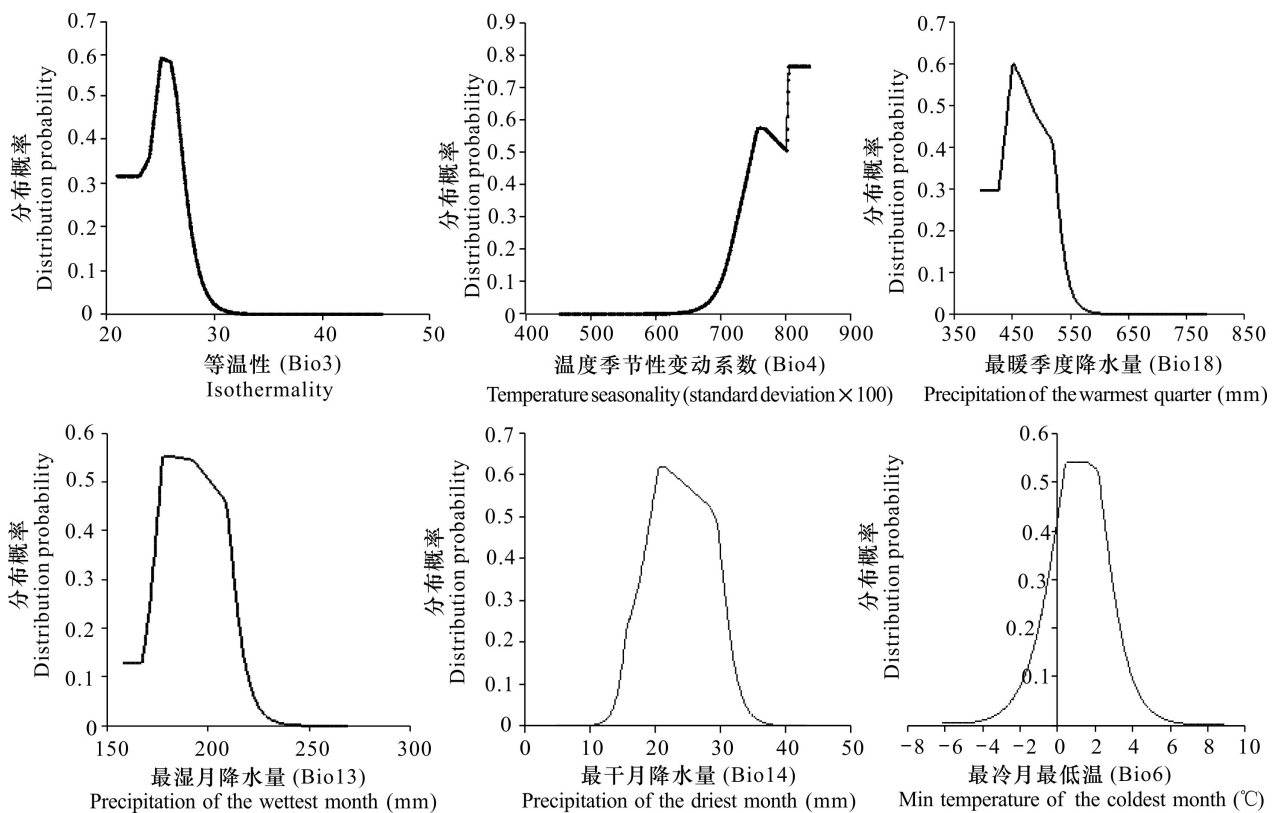 0.7
0.6
0.5
0.4
0.3
0.2
0.1
0
20 30 40 50
分布概率
Distribution probability
等温性 (Bio3)
Isothermality
0.9
0.8
0.7
0.6
0.5
0.4
0.3
0.2
0.1
0
400 500 600 700 800 900
分布概率
Distribution probability
温度季节性变动系数 (Bio4)
Temperature seasonality (standard deviation×100)
0.7
0.6
0.5
0.4
0.3
0.2
0.1
0
350 450 550 650 750 850
分布概率
Distribution probability
最暖季度降水量 (Bio18)
Precipitation of the warmest quarter (mm)
0.6
0.5
0.4
0.3
0.2
0.1
0
150 200 250 300
分布概率
Distribution probability
最湿月降水量 (Bio13)
Precipitation of the wettest month (mm)
0.7
0.6
0.5
0.4
0.3
0.2
0.1
0
0 10 20 30 40 50
分布概率
Distribution probability
最干月降水量 (Bio14)
Precipitation of the driest month (mm)
0.6
0.5
0.4
0.3
0.2
0.1
-8 -6 -4 -2 0 2 4 6 8 10
分布概率
Distribution probability
最冷月最低温 (Bio6)
Min temperature of the coldest month (℃)